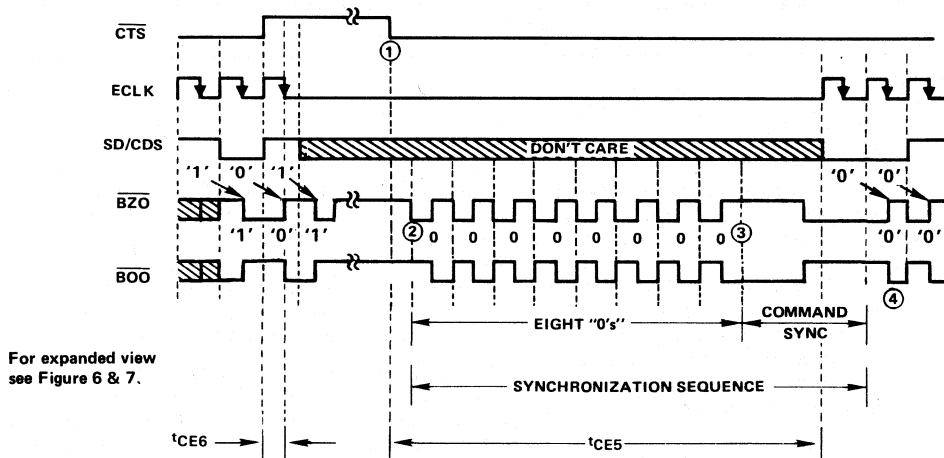 CTS
①
ECLK
SD/CDS
DON'T CARE
'1' '0' '1' '0' '0'
BZO
② ③
'1' '0' '1' 0 0 0 0 0 0 0 0 '0' '0'
BOO
④
EIGHT "0's"
COMMAND
SYNC
For expanded view
see Figure 6 & 7.
SYNCHRONIZATION SEQUENCE
tCE6
tCE5